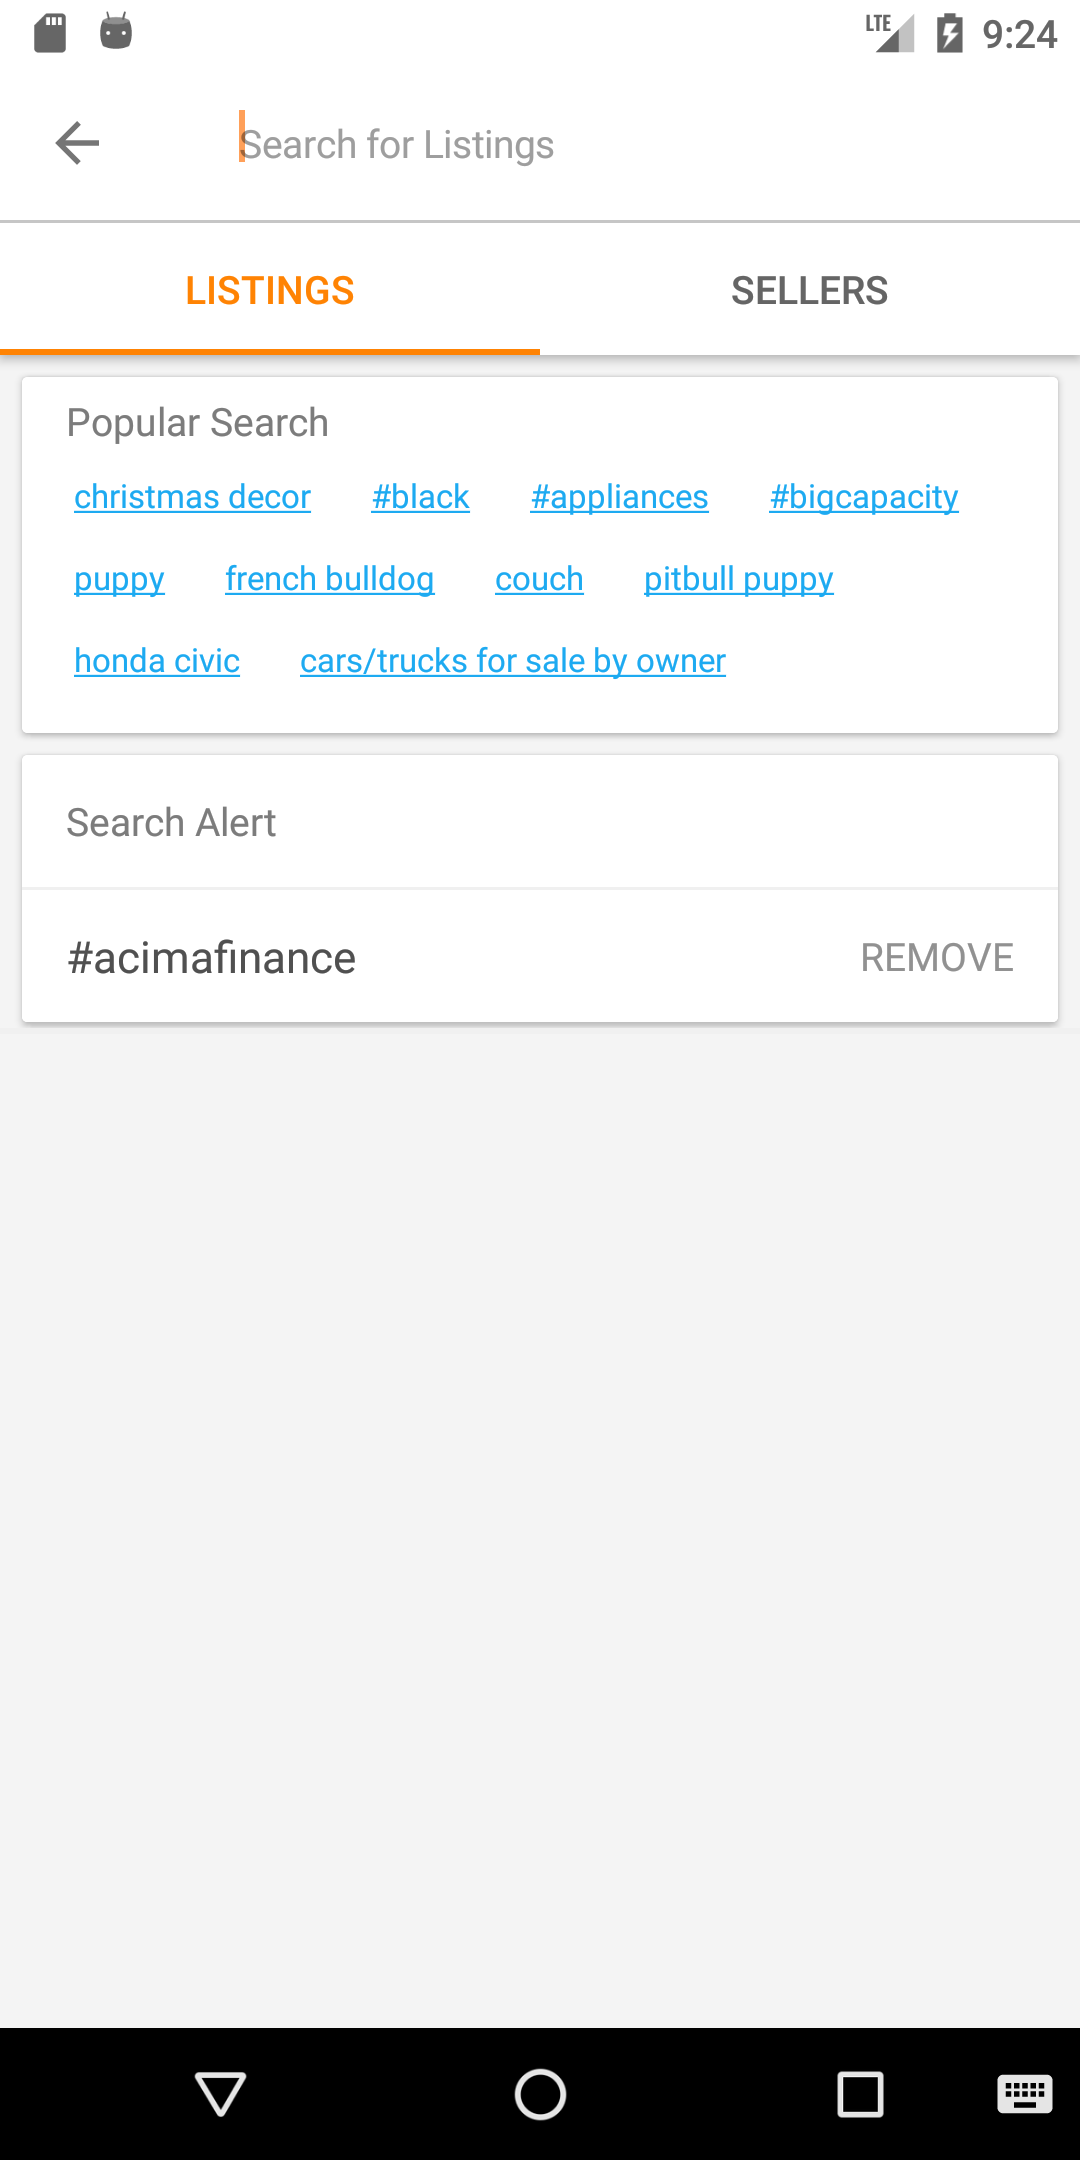 LTE 9:24
Search for Listings
LISTINGS SELLERS
Popular Search
christmas decor #black #appliances #bigcapacity
puppy french bulldog couch pitbull puppy
honda civic cars/trucks for sale by owner
Search Alert
#acimafinance REMOVE